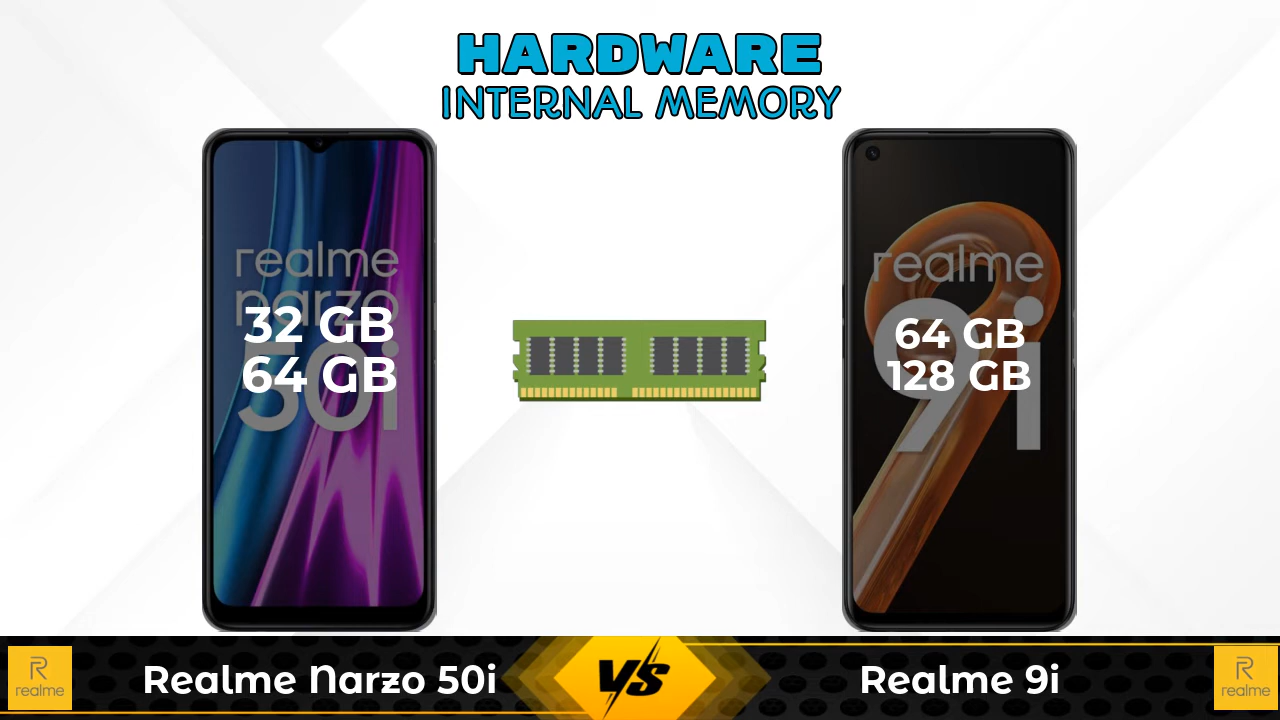 HARDWARE
INTERNAL MEMORY
realme
narzo
50i
32 GB
64 GB
realme
9i
64 GB
128 GB
R
realme
Realme Narzo 50i
VS
Realme 9i
R
realme